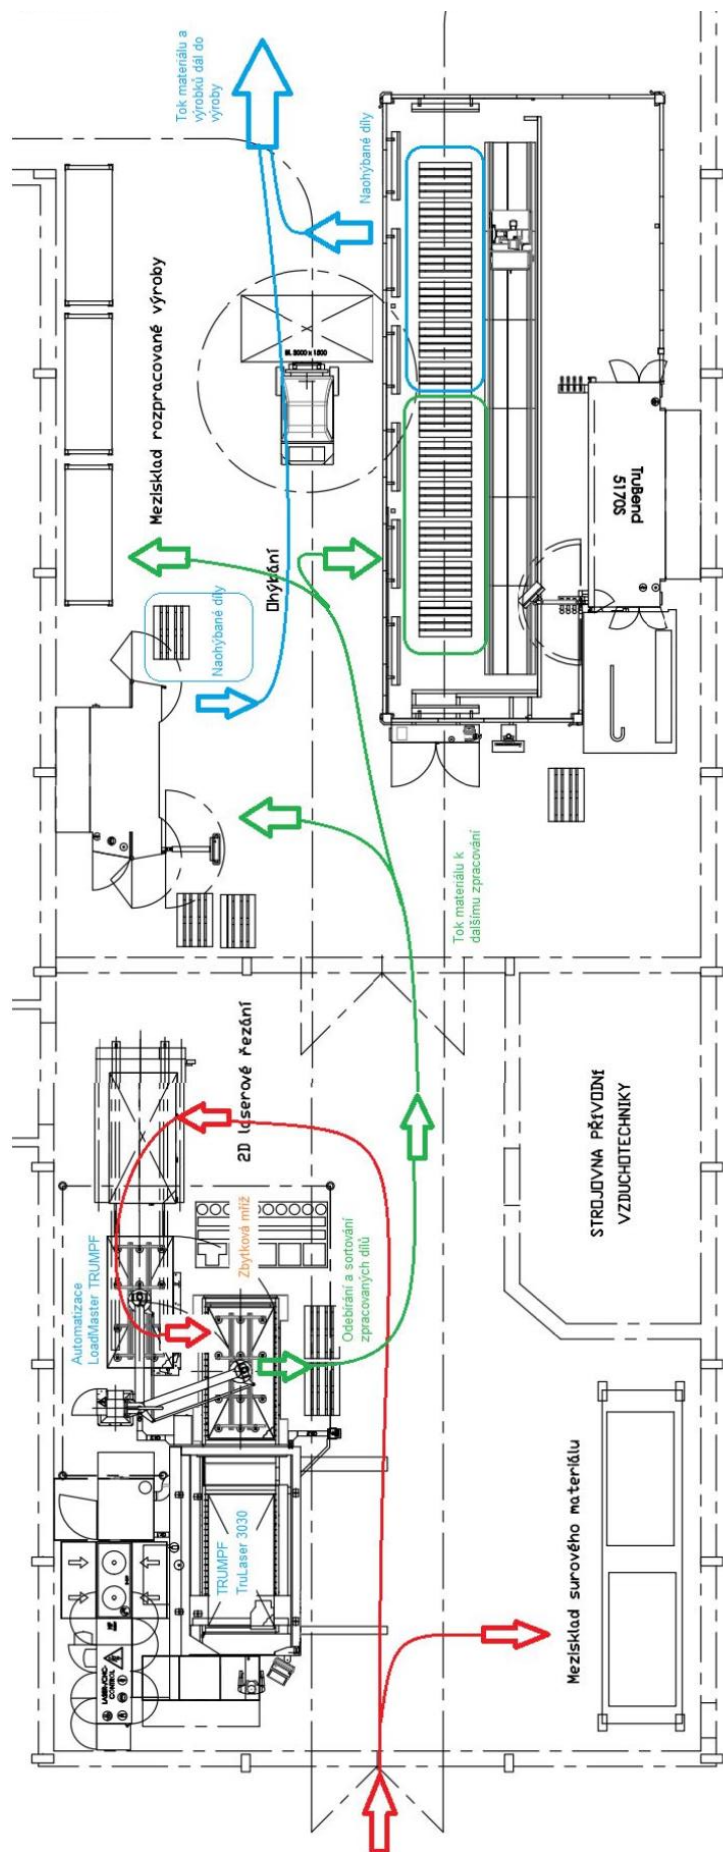 Tok materiálu a
výrobků dál do
výroby
Naohýbané díly
Mezisklad rozpracované výroby
Ohýbání
Naohýbané díly
TruBend
5170S
Tok materiálu k
dalšímu zpracování
2D laserové řezání
Automatizace
LoadMaster TRUMPF
Zbytková mříž
Odebírání a sortování
zpracovaných dílů
STROJOVNA PŘÍVODNÍ
VZDUCHOTECHNIKY
TRUMPF
TruLaser 3030
Mezisklad surového materiálu